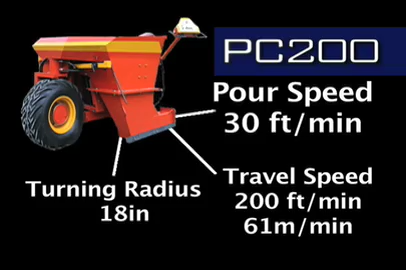 PC200
Pour Speed
30 ft/min
Turning Radius
18in
Travel Speed
200 ft/min
61m/min